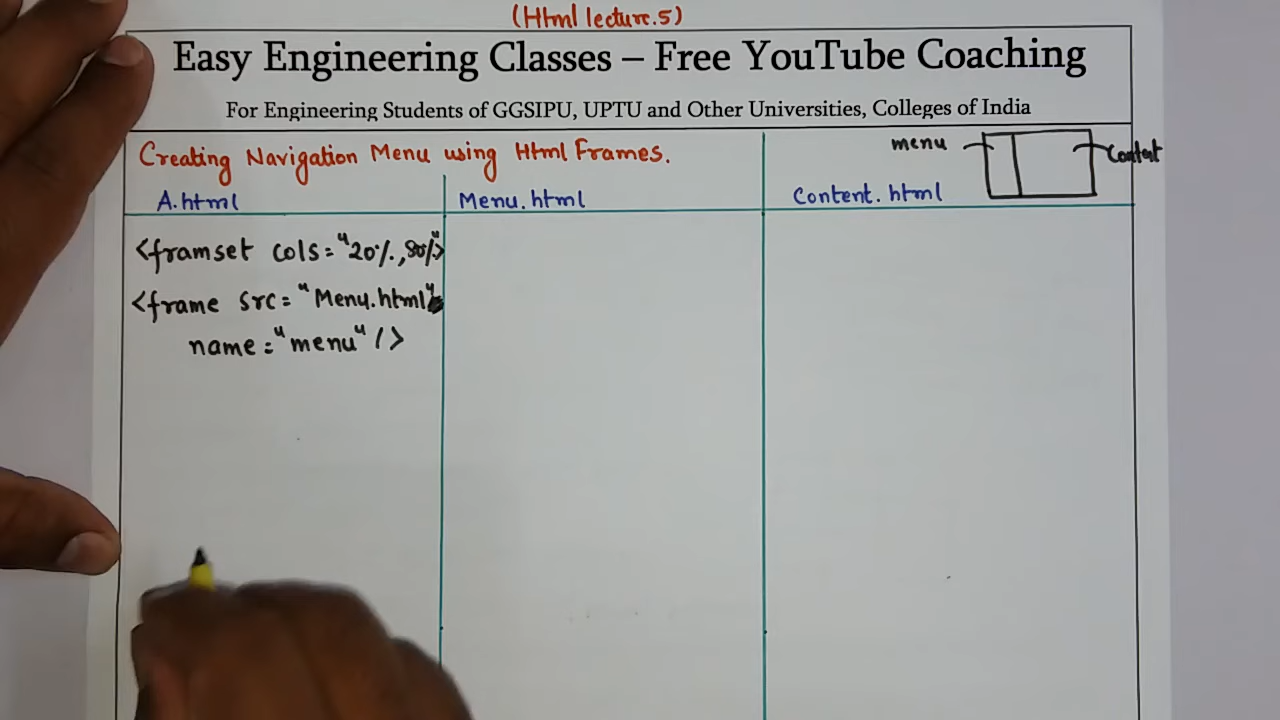 (Html lecture.5)
Easy Engineering Classes – Free YouTube Coaching
For Engineering Students of GGSIPU, UPTU and Other Universities, Colleges of India
Creating Navigation Menu using Html Frames.
menu
Content
A.html
Menu.html
Content.html
<framset cols="20%,80%">
<frame src="Menu.html"
name="menu"/>